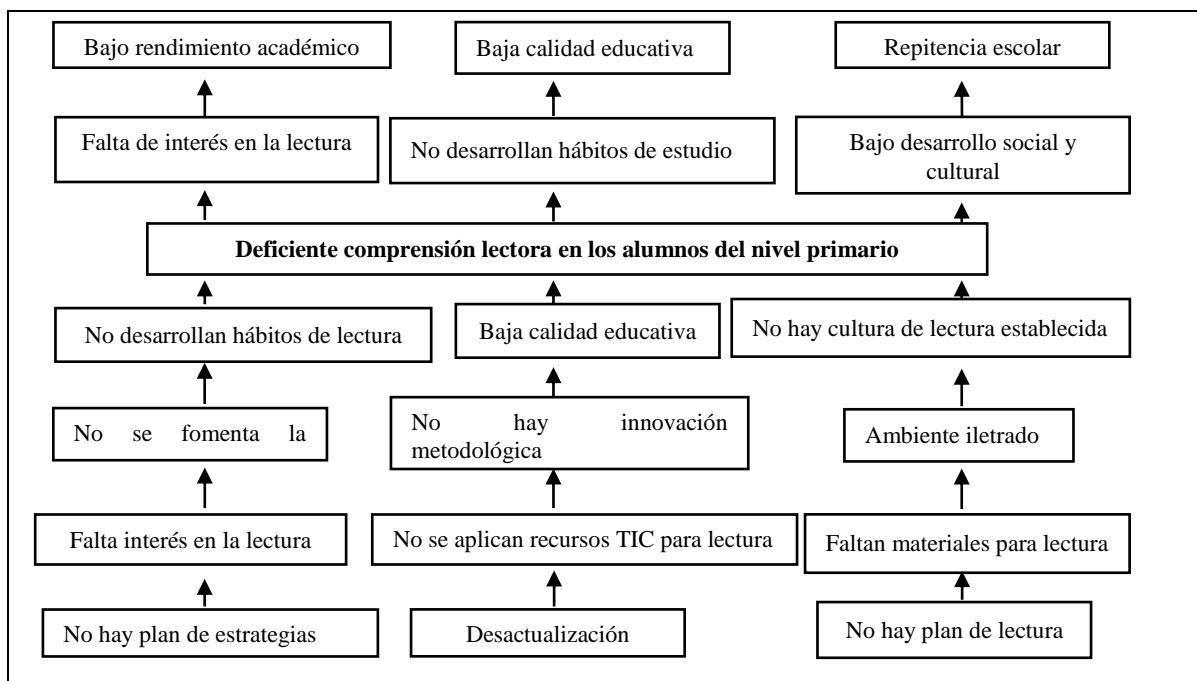 Bajo rendimiento académico
Baja calidad educativa
Repitencia escolar
Falta de interés en la lectura
No desarrollan hábitos de estudio
Bajo desarrollo social y
cultural
Deficiente comprensión lectora en los alumnos del nivel primario
No desarrollan hábitos de lectura
Baja calidad educativa
No hay cultura de lectura establecida
No se fomenta la
No hay innovación
metodológica
Ambiente iletrado
Falta interés en la lectura
No se aplican recursos TIC para lectura
Faltan materiales para lectura
No hay plan de estrategias
Desactualización
No hay plan de lectura